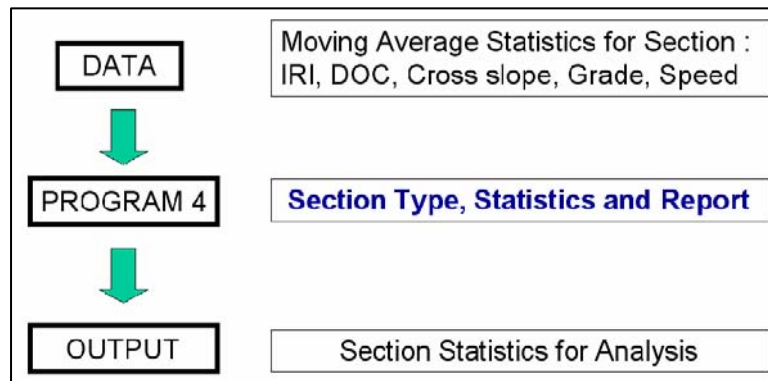 DATA
Moving Average Statistics for Section :
IRI, DOC, Cross slope, Grade, Speed
PROGRAM 4
Section Type, Statistics and Report
OUTPUT
Section Statistics for Analysis